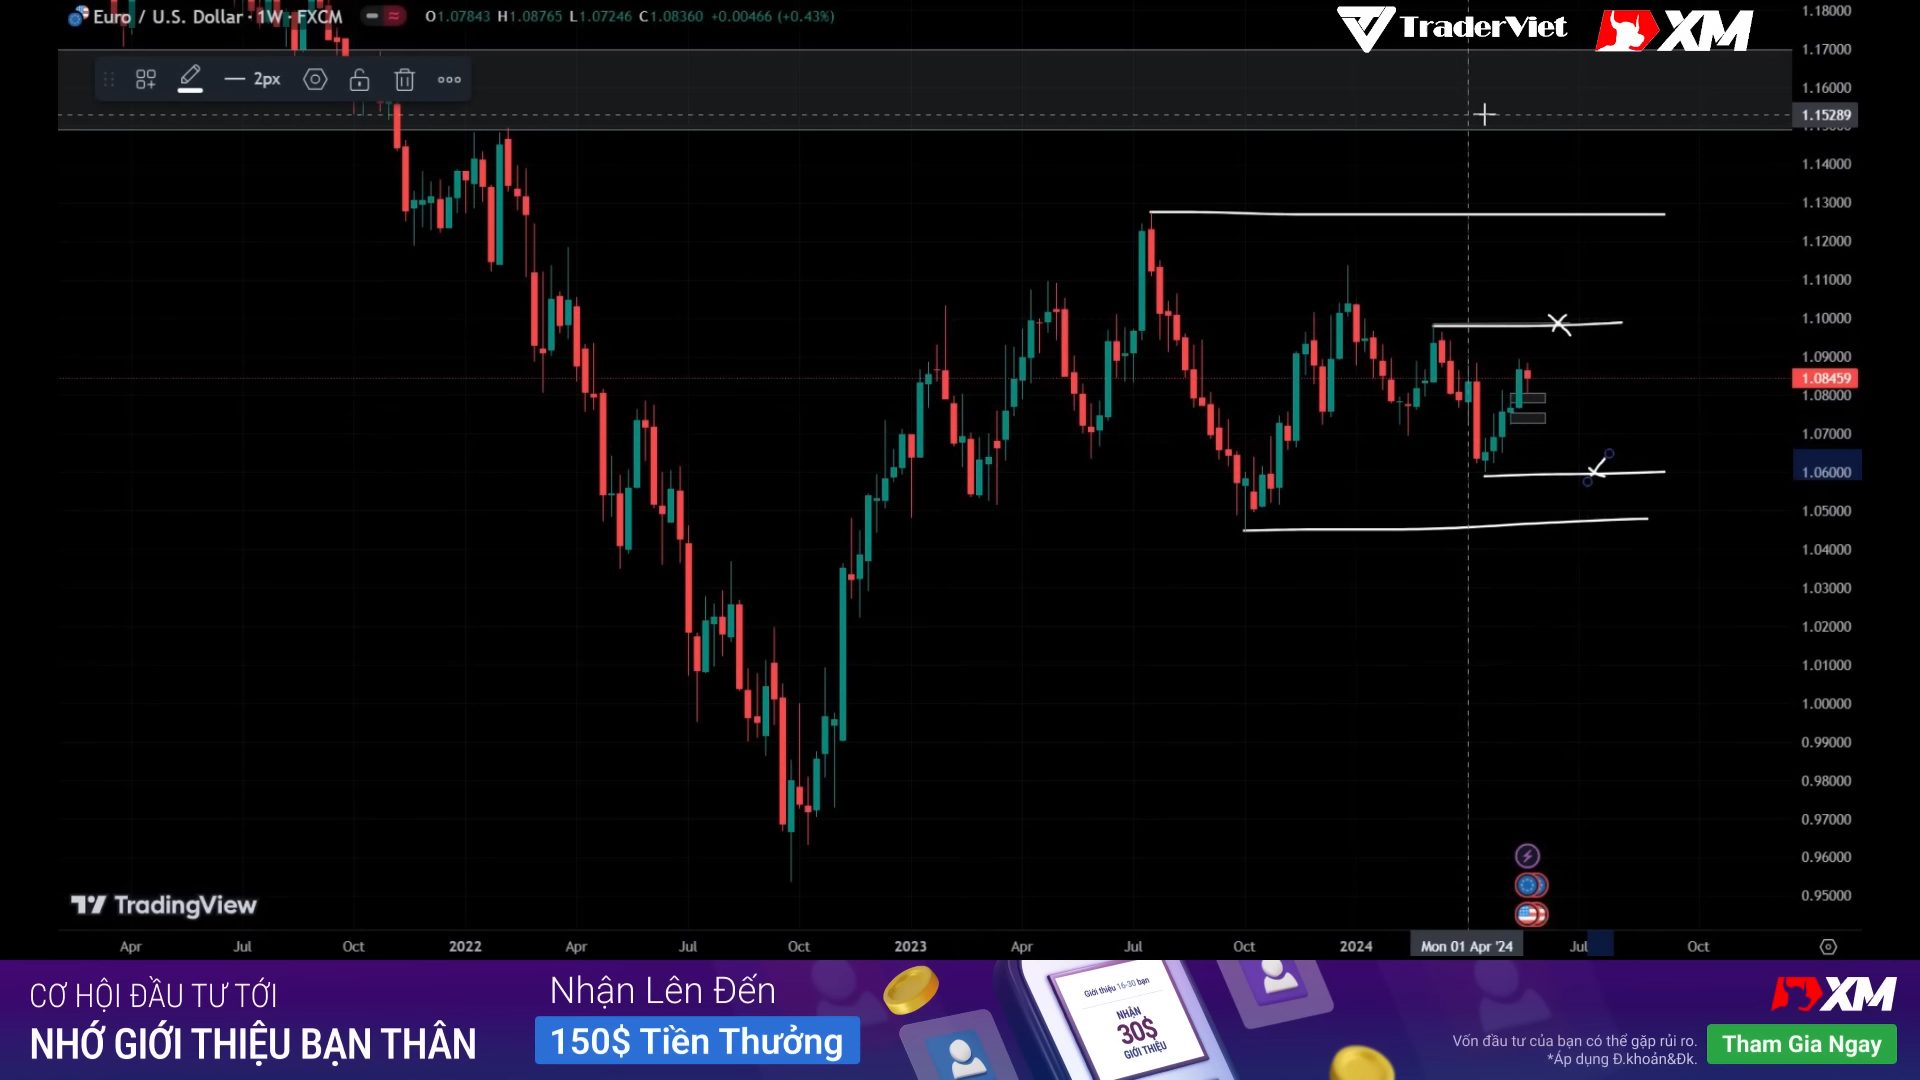 Euro / U.S. Dollar · 1W · FXCM
O1.07843 H1.08765 L1.07246 C1.08360 +0.00466 (+0.43%)
TraderViet
XM
2px
1.18000
1.17000
1.16000
1.15289
1.14000
1.13000
1.12000
1.11000
1.10000
1.09000
1.08459
1.08000
1.07000
1.06000
1.05000
1.04000
1.03000
1.02000
1.01000
1.00000
0.99000
0.98000
0.97000
0.96000
0.95000
TradingView
Apr Jul Oct 2022 Apr Jul Oct 2023 Apr Jul Oct 2024 Mon 01 Apr '24 Jul Oct
CƠ HỘI ĐẦU TƯ TỚI
NHỚ GIỚI THIỆU BẠN THÂN
Nhận Lên Đến
150$ Tiền Thưởng
Giới thiệu 16-30 bạn
NHẬN
30$
GIỚI THIỆU
XM
Vốn đầu tư của bạn có thể gặp rủi ro.
*Áp dụng Đ.khoản&Đk.
Tham Gia Ngay